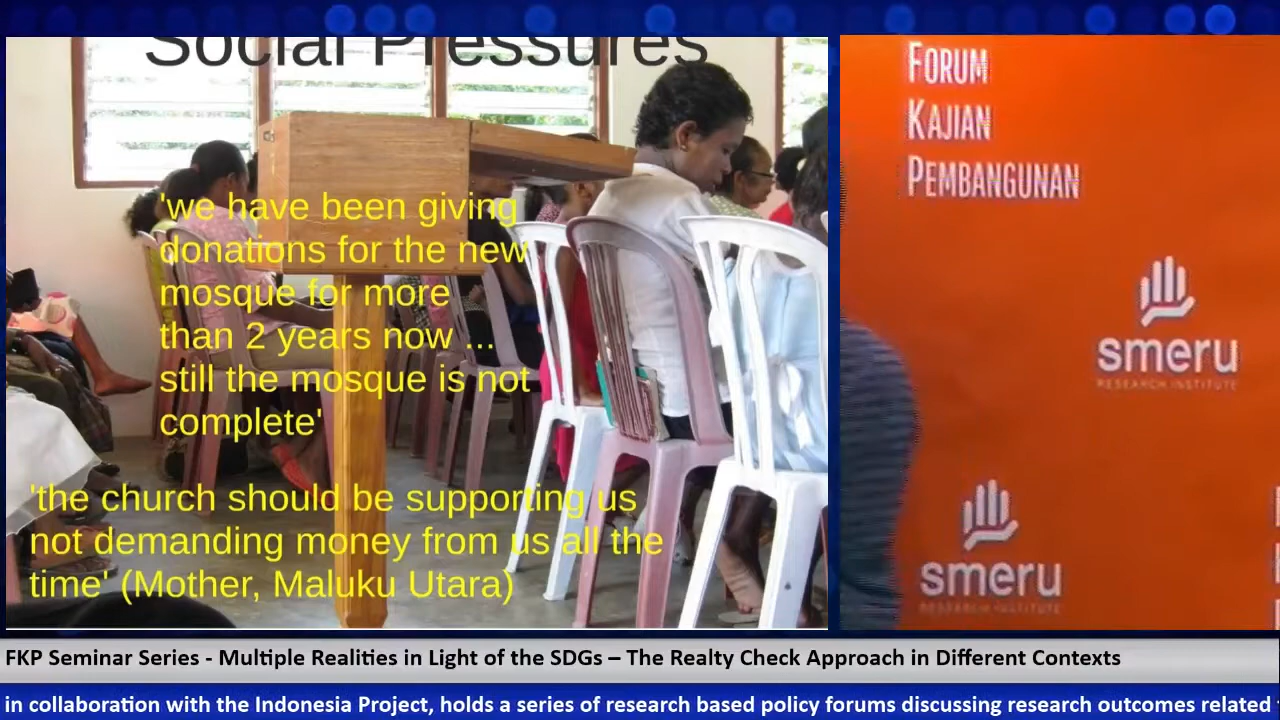 Social Pressures
'we have been giving
donations for the new
mosque for more
than 2 years now ...
still the mosque is not
complete'
'the church should be supporting us
not demanding money from us all the
time' (Mother, Maluku Utara)
FORUM
KAJIAN
PEMBANGUNAN
smeru
RESEARCH INSTITUTE
smeru
RESEARCH INSTITUTE
FKP Seminar Series - Multiple Realities in Light of the SDGs – The Realty Check Approach in Different Contexts
in collaboration with the Indonesia Project, holds a series of research based policy forums discussing research outcomes related